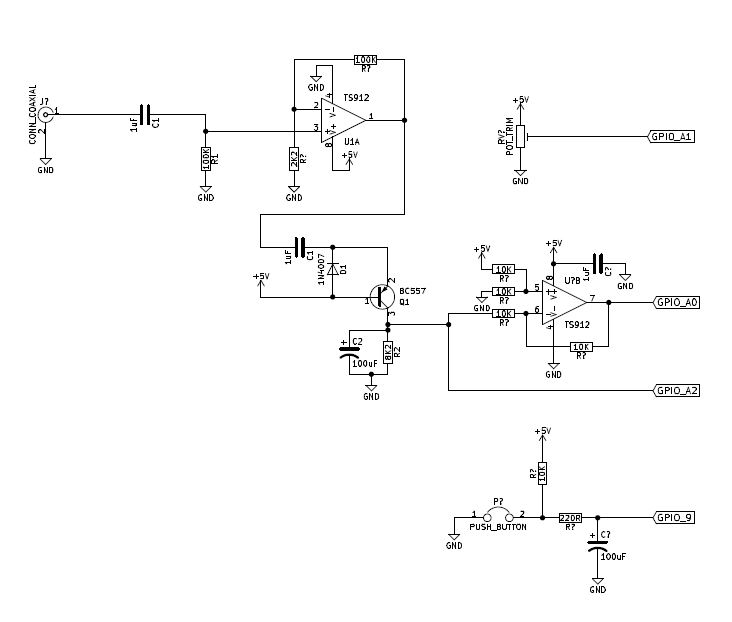 CONN_COAXIAL
J?
1
2
GND
1uF
C1
100K
R1
GND
GND
4
2
3
8
100K
R?
TS912
V-
V+
1
U1A
+5V
2K2
R?
GND
+5V
RV?
POT_TRIM
GND
GPIO_A1
1uF
C1
1N4007
D1
+5V
1
2
3
BC557
Q1
C2
100uF
8K2
R2
GND
+5V
10K
R?
10K
R?
GND
10K
R?
+5V
8
5
6
4
V+
V-
U?B
7
TS912
1uF
C?
GND
10K
R?
GND
GPIO_A0
GPIO_A2
+5V
R?
10K
P?
1
2
PUSH_BUTTON
GND
220R
R?
C?
100uF
GND
GPIO_9